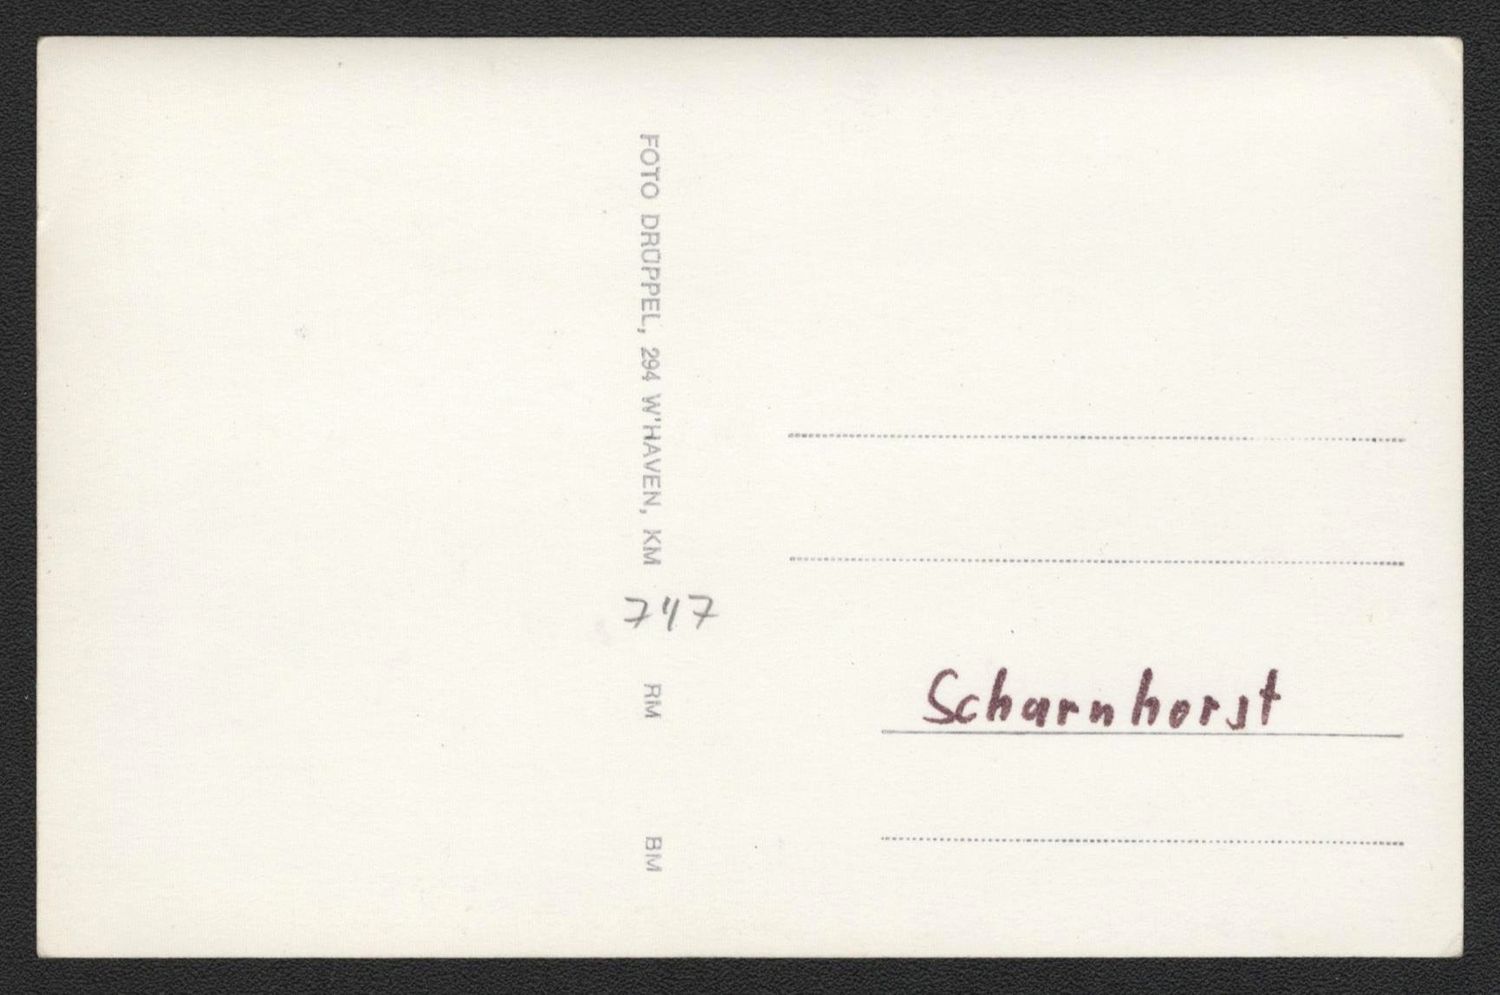 FOTO DRÜPPEL, 294 W'HAVEN, KM 747 RM BM
Scharnhorst